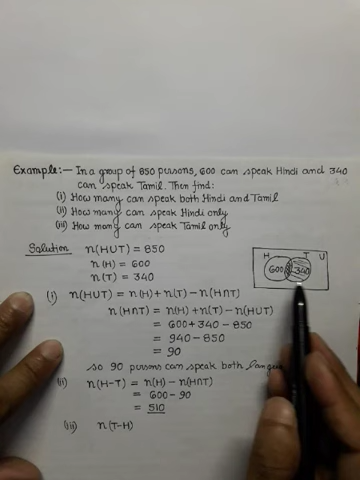 Example:— In a group of 850 persons, 600 can speak Hindi and 340
can speak Tamil. Then find:
(i) How many can speak both Hindi and Tamil
(ii) How many can speak Hindi only
(iii) How many can speak Tamil only
Solution n(HUT) = 850
n(H) = 600
n(T) = 340
H T U
600 340
(i) n(HUT) = n(H) + n(T) - n(H∩T)
n(H∩T) = n(H) + n(T) - n(HUT)
= 600 + 340 - 850
= 940 - 850
= 90
so 90 persons can speak both
(ii) n(H-T) = n(H) - n(H∩T)
= 600 - 90
= 510
(iii) n(T-H)